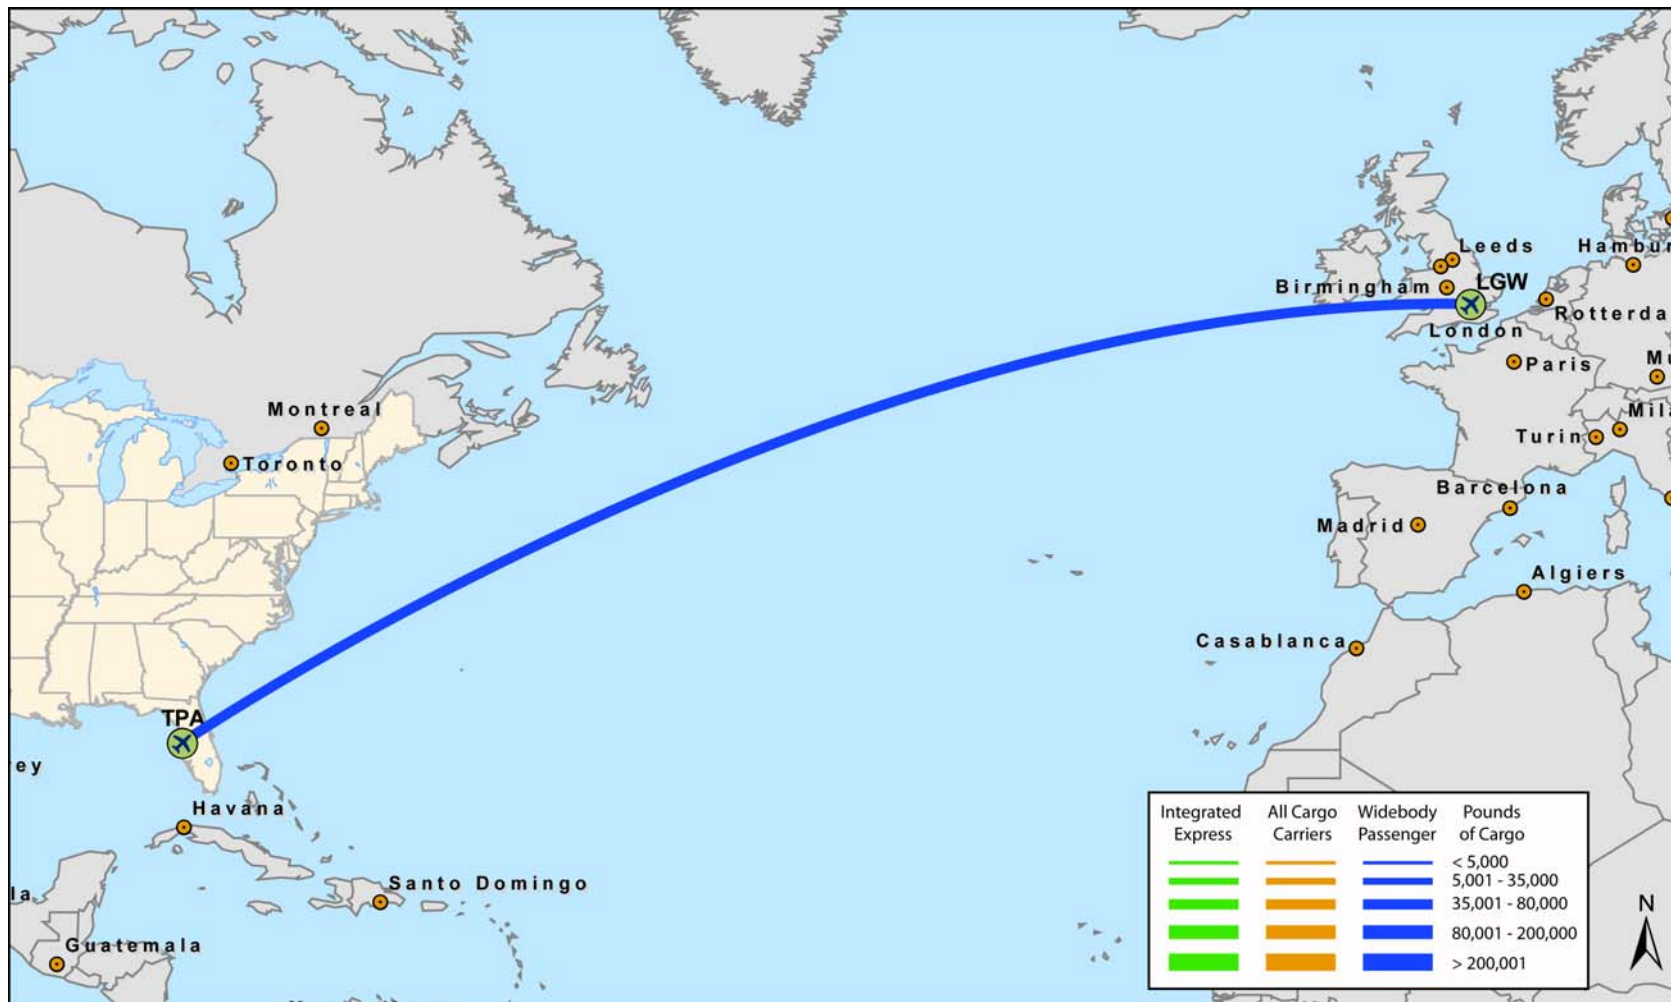 Leeds
Hambur
Birmingham
LGW
Rotterda
London
Paris
Mu
Montreal
Mila
Turin
Toronto
Barcelona
Madrid
Algiers
Casablanca
TPA
ey
Havana
la
Santo Domingo
Guatemala
Integrated Express
All Cargo Carriers
Widebody Passenger
Pounds of Cargo
< 5,000
5,001 - 35,000
35,001 - 80,000
80,001 - 200,000
> 200,001
N